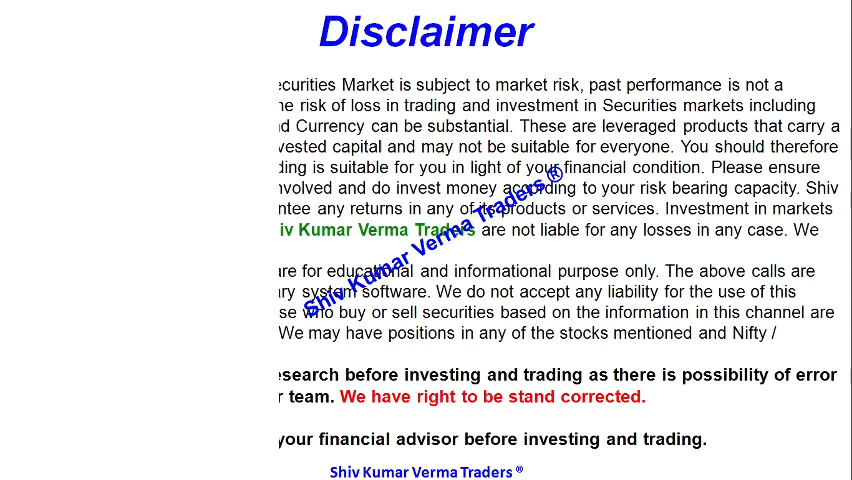 Disclaimer
ecurities Market is subject to market risk, past performance is not a
he risk of loss in trading and investment in Securities markets including
nd Currency can be substantial. These are leveraged products that carry a
vested capital and may not be suitable for everyone. You should therefore
ding is suitable for you in light of your financial condition. Please ensure
nvolved and do invest money according to your risk bearing capacity. Shiv
ntee any returns in any of its products or services. Investment in markets
iv Kumar Verma Traders are not liable for any losses in any case. We
are for educational and informational purpose only. The above calls are
ary system software. We do not accept any liability for the use of this
se who buy or sell securities based on the information in this channel are
We may have positions in any of the stocks mentioned and Nifty /
esearch before investing and trading as there is possibility of error
r team. We have right to be stand corrected.
your financial advisor before investing and trading.
Shiv Kumar Verma Traders ®
Shiv Kumar Verma Traders ®